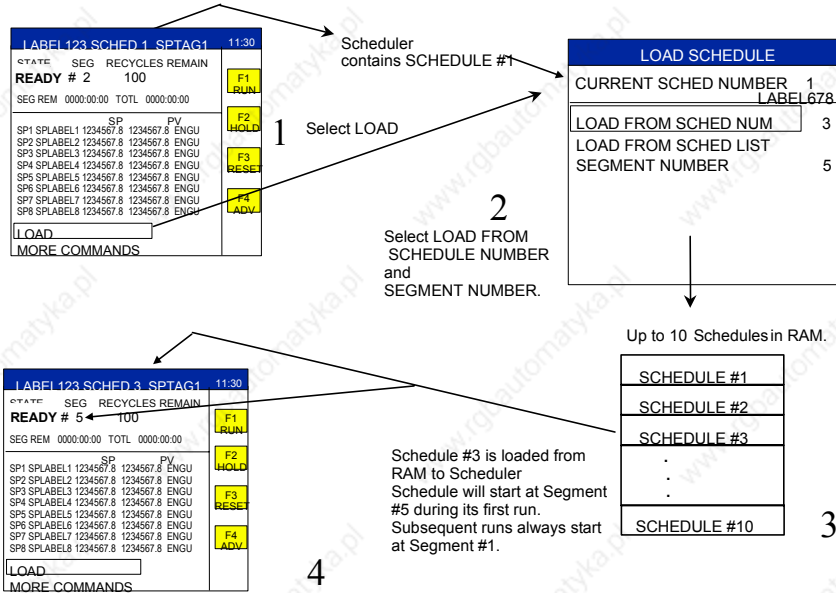 LABEL123 SCHED 1 SPTAG1 11:30
STATE SEG RECYCLES REMAIN
READY # 2 100
SEG REM 0000:00:00 TOTL 0000:00:00
SP PV
SP1 SPLABEL1 1234567.8 1234567.8 ENGU
SP2 SPLABEL2 1234567.8 1234567.8 ENGU
SP3 SPLABEL3 1234567.8 1234567.8 ENGU
SP4 SPLABEL4 1234567.8 1234567.8 ENGU
SP5 SPLABEL5 1234567.8 1234567.8 ENGU
SP6 SPLABEL6 1234567.8 1234567.8 ENGU
SP7 SPLABEL7 1234567.8 1234567.8 ENGU
SP8 SPLABEL8 1234567.8 1234567.8 ENGU
LOAD
MORE COMMANDS
F1
RUN
F2
HOLD
F3
RESET
F4
ADV
Scheduler
contains SCHEDULE #1
1 Select LOAD
LOAD SCHEDULE
CURRENT SCHED NUMBER 1
LABEL678
LOAD FROM SCHED NUM 3
LOAD FROM SCHED LIST
SEGMENT NUMBER 5
2
Select LOAD FROM
SCHEDULE NUMBER
and
SEGMENT NUMBER.
Up to 10 Schedules in RAM.
SCHEDULE #1
SCHEDULE #2
SCHEDULE #3
.
.
.
SCHEDULE #10
3
LABEL123 SCHED 3 SPTAG1 11:30
STATE SEG RECYCLES REMAIN
READY # 5 100
SEG REM 0000:00:00 TOTL 0000:00:00
SP PV
SP1 SPLABEL1 1234567.8 1234567.8 ENGU
SP2 SPLABEL2 1234567.8 1234567.8 ENGU
SP3 SPLABEL3 1234567.8 1234567.8 ENGU
SP4 SPLABEL4 1234567.8 1234567.8 ENGU
SP5 SPLABEL5 1234567.8 1234567.8 ENGU
SP6 SPLABEL6 1234567.8 1234567.8 ENGU
SP7 SPLABEL7 1234567.8 1234567.8 ENGU
SP8 SPLABEL8 1234567.8 1234567.8 ENGU
LOAD
MORE COMMANDS
F1
RUN
F2
HOLD
F3
RESET
F4
ADV
Schedule #3 is loaded from
RAM to Scheduler
Schedule will start at Segment
#5 during its first run.
Subsequent runs always start
at Segment #1.
4
www.rgbautomatyka.pl